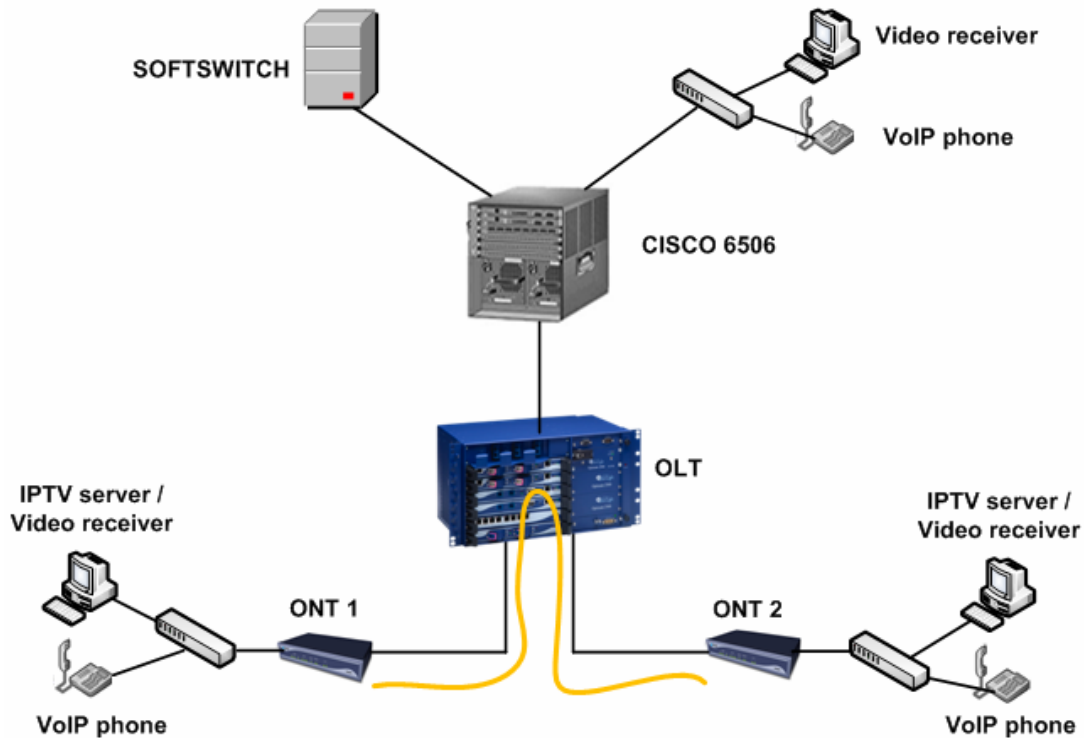 SOFTSWITCH
Video receiver
VoIP phone
CISCO 6506
OLT
IPTV server /
Video receiver
IPTV server /
Video receiver
ONT 1
ONT 2
VoIP phone
VoIP phone